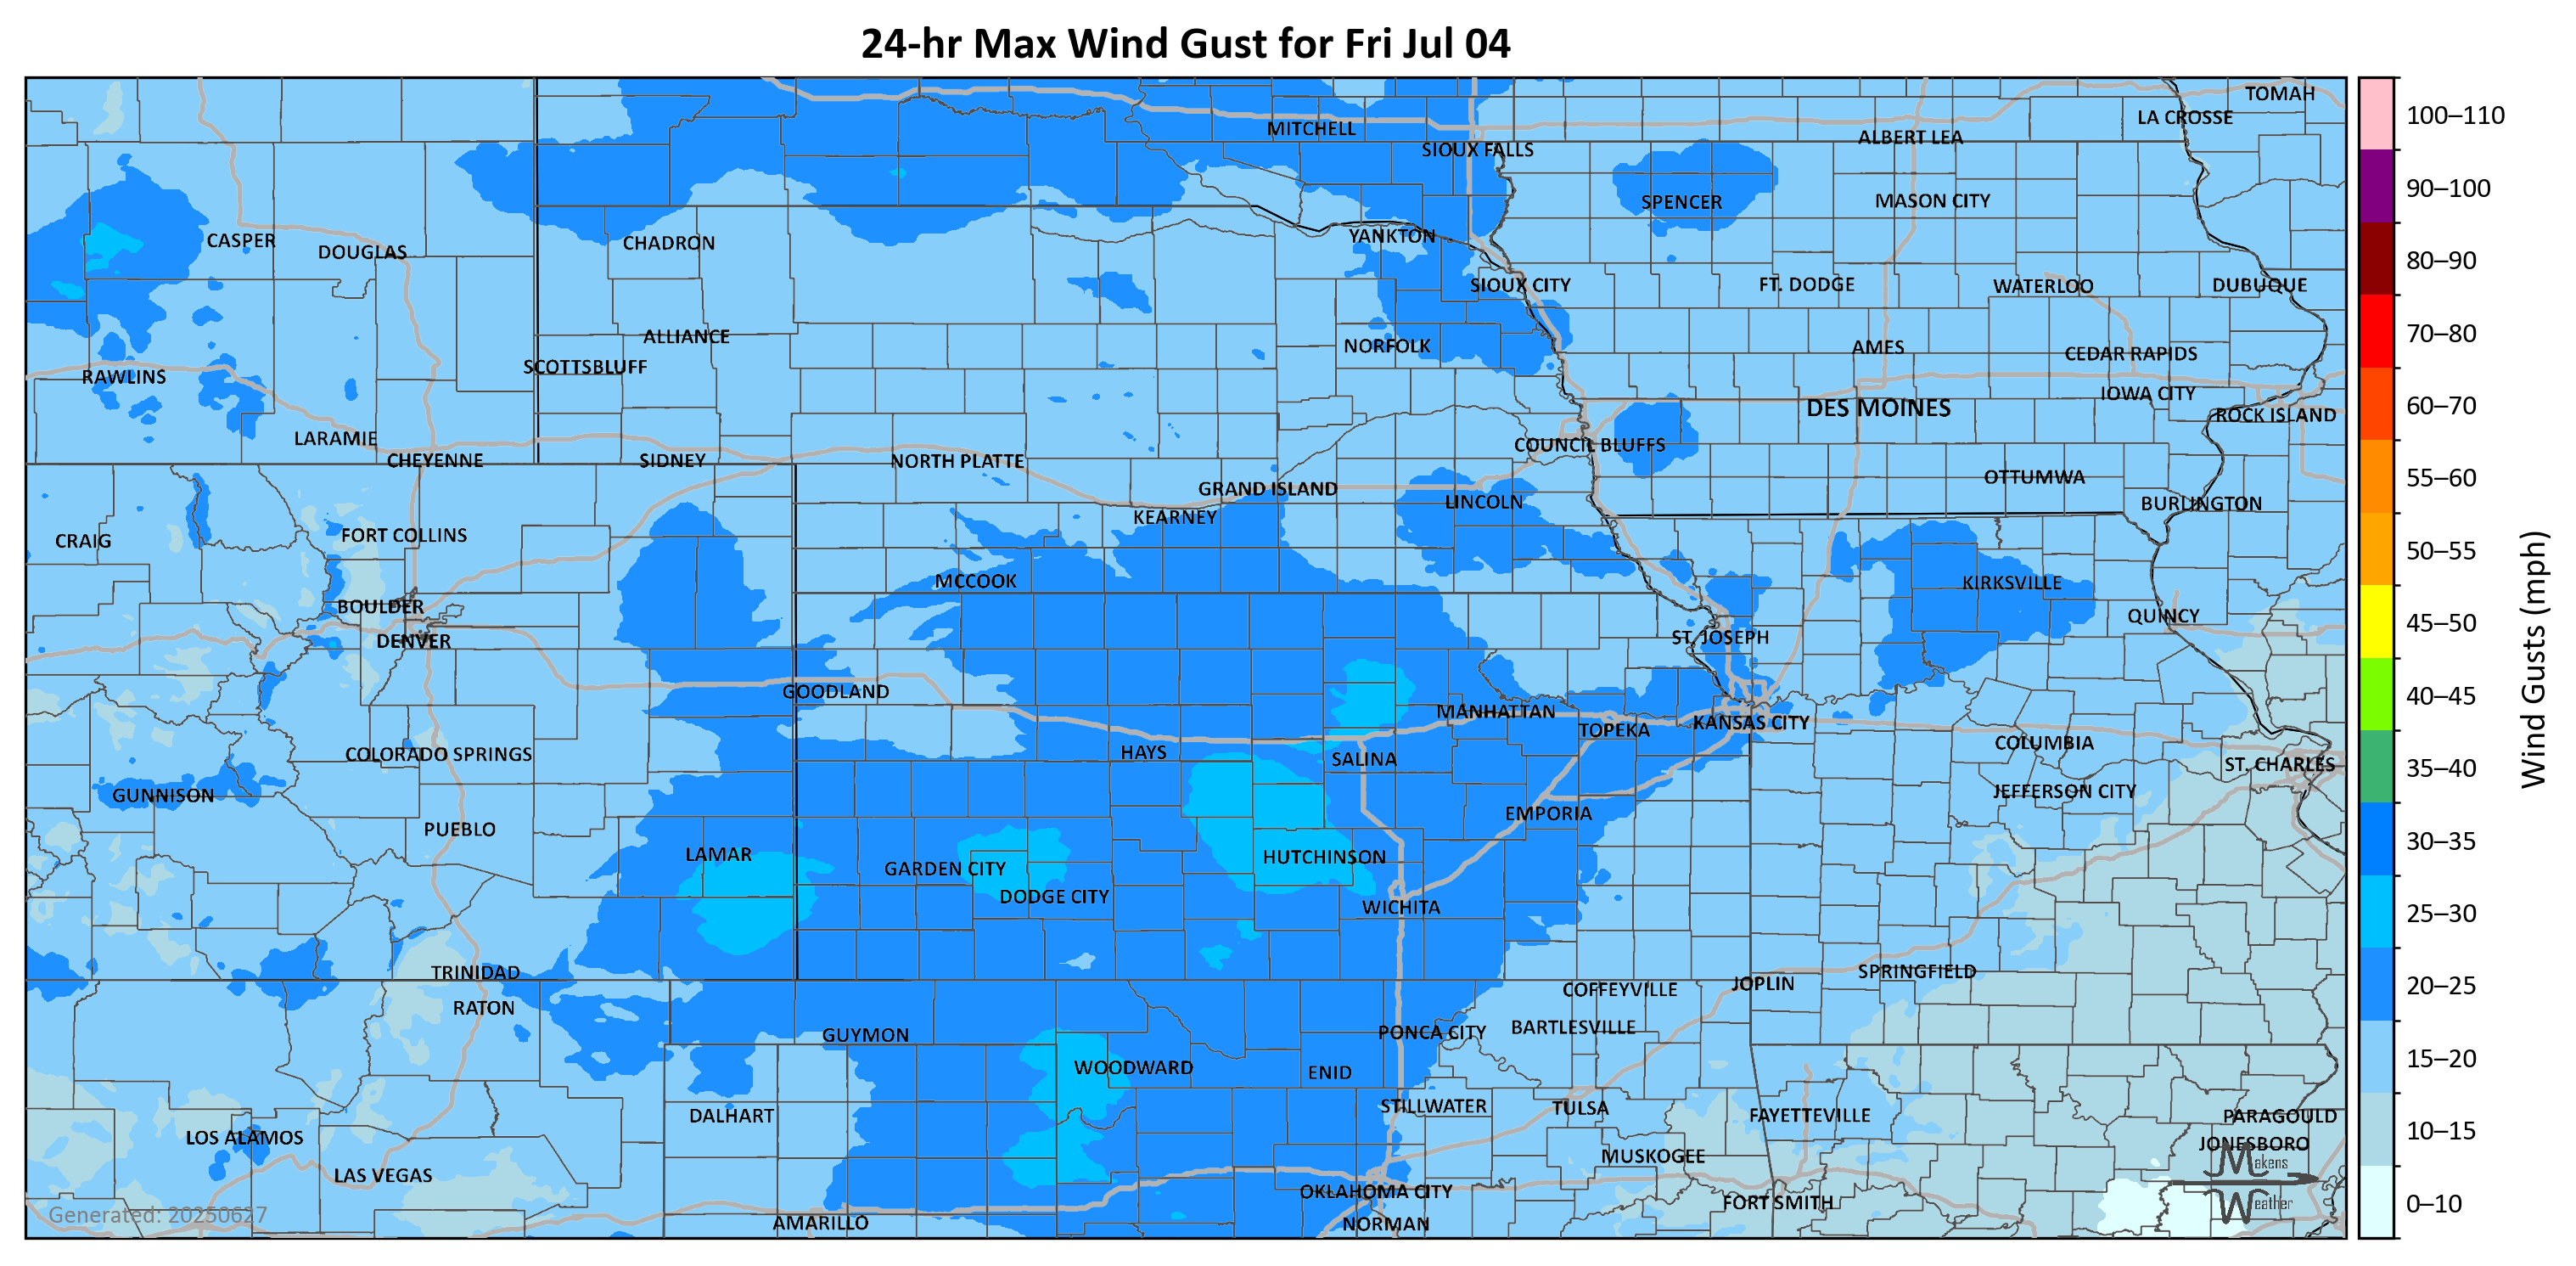 24-hr Max Wind Gust for Fri Jul 04
TOMAH
LA CROSSE
MITCHELL
ALBERT LEA
SIOUX FALLS
SPENCER
MASON CITY
CASPER
DOUGLAS
CHADRON
YANKTON
SIOUX CITY
FT. DODGE
WATERLOO
DUBUQUE
ALLIANCE
NORFOLK
AMES
CEDAR RAPIDS
SCOTTSBLUFF
RAWLINS
IOWA CITY
DES MOINES
ROCK ISLAND
LARAMIE
COUNCIL BLUFFS
CHEYENNE
SIDNEY
NORTH PLATTE
OTTUMWA
GRAND ISLAND
LINCOLN
BURLINGTON
KEARNEY
CRAIG
FORT COLLINS
MCCOOK
KIRKSVILLE
BOULDER
QUINCY
DENVER
ST. JOSEPH
GOODLAND
MANHATTAN
KANSAS CITY
TOPEKA
COLUMBIA
COLORADO SPRINGS
HAYS
SALINA
ST. CHARLES
GUNNISON
JEFFERSON CITY
EMPORIA
PUEBLO
LAMAR
HUTCHINSON
GARDEN CITY
DODGE CITY
WICHITA
TRINIDAD
SPRINGFIELD
JOPLIN
COFFEYVILLE
RATON
BARTLESVILLE
PONCA CITY
GUYMON
WOODWARD
ENID
STILLWATER
TULSA
DALHART
FAYETTEVILLE
PARAGOULD
LOS ALAMOS
JONESBORO
MUSKOGEE
LAS VEGAS
OKLAHOMA CITY
FORT SMITH
AMARILLO
NORMAN
Generated: 20250627
Makens
Weather
100–110
90–100
80–90
70–80
60–70
55–60
50–55
45–50
40–45
35–40
30–35
25–30
20–25
15–20
10–15
0–10
Wind Gusts (mph)